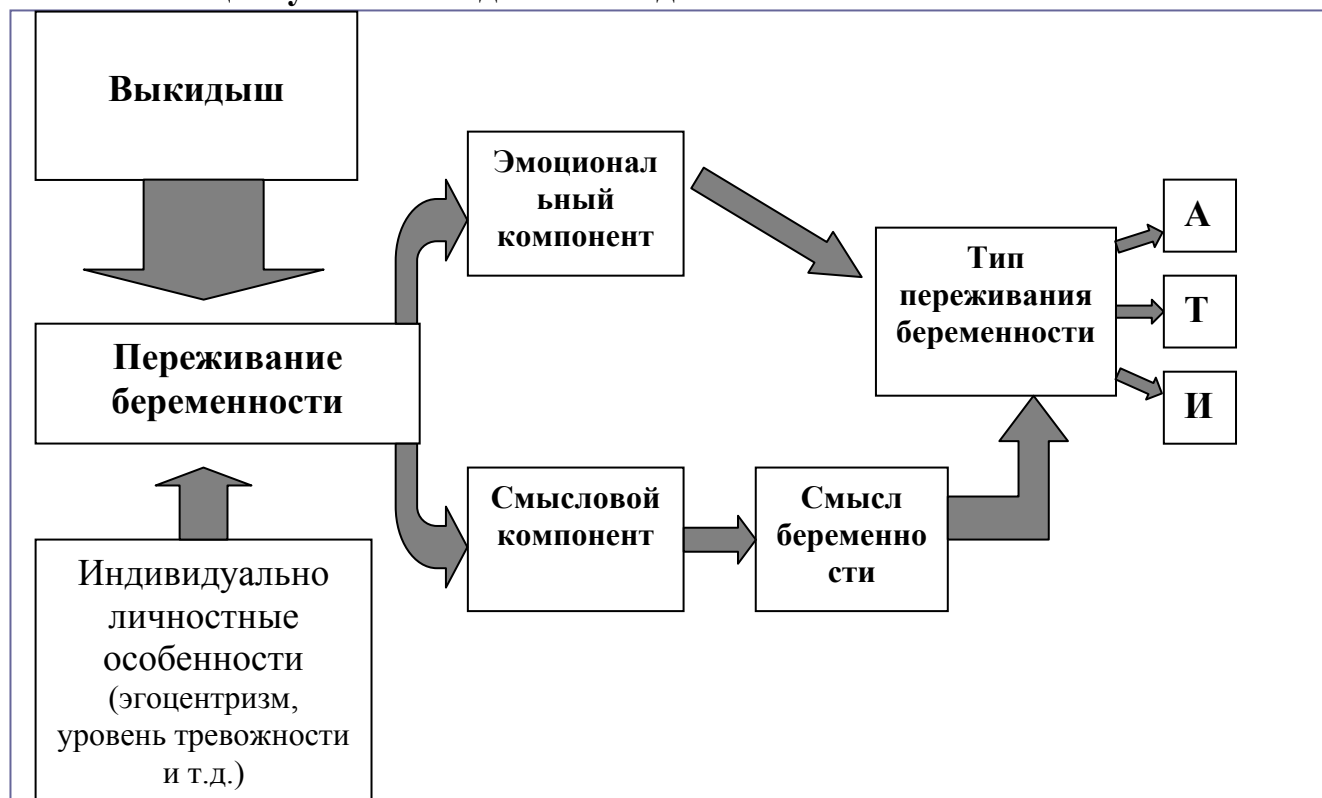 Выкидыш
Эмоционал
ьный
компонент
А
Тип
переживания
беременности
Т
И
Переживание
беременности
Смысловой
компонент
Смысл
беременно
сти
Индивидуально
личностные
особенности
(эгоцентризм,
уровень тревожности
и т.д.)